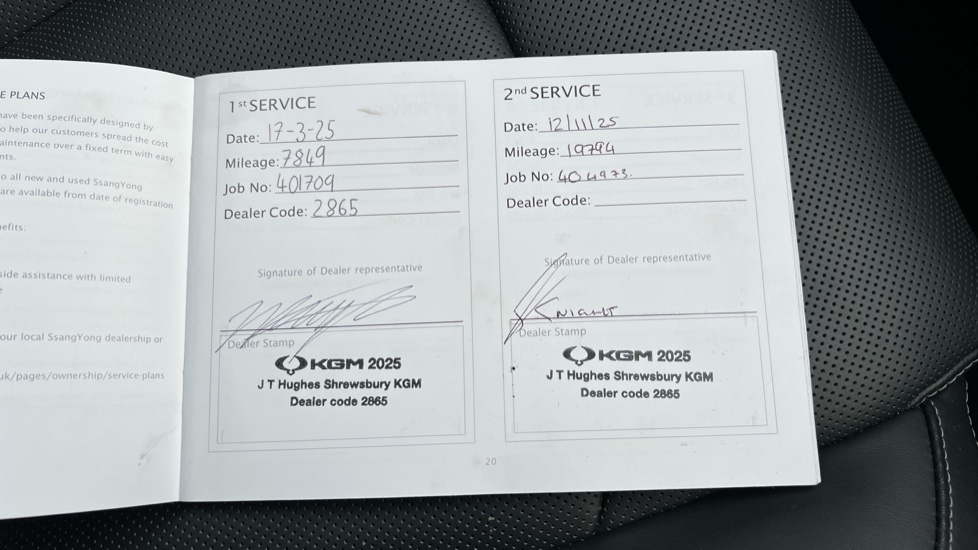 E PLANS
have been specifically designed by
o help our customers spread the cost
aintenance over a fixed term with easy
nts.
o all new and used SsangYong
are available from date of registration
efits:
side assistance with limited
e
our local SsangYong dealership or
uk/pages/ownership/service-plans
1st SERVICE
Date: 17-3-25
Mileage: 7849
Job No: 401709
Dealer Code: 2865
Signature of Dealer representative
Dealer Stamp
KGM 2025
J T Hughes Shrewsbury KGM
Dealer code 2865
2nd SERVICE
Date: 12/11/25
Mileage: 19794
Job No: 404973.
Dealer Code:
Signature of Dealer representative
Knight
Dealer Stamp
KGM 2025
J T Hughes Shrewsbury KGM
Dealer code 2865
20